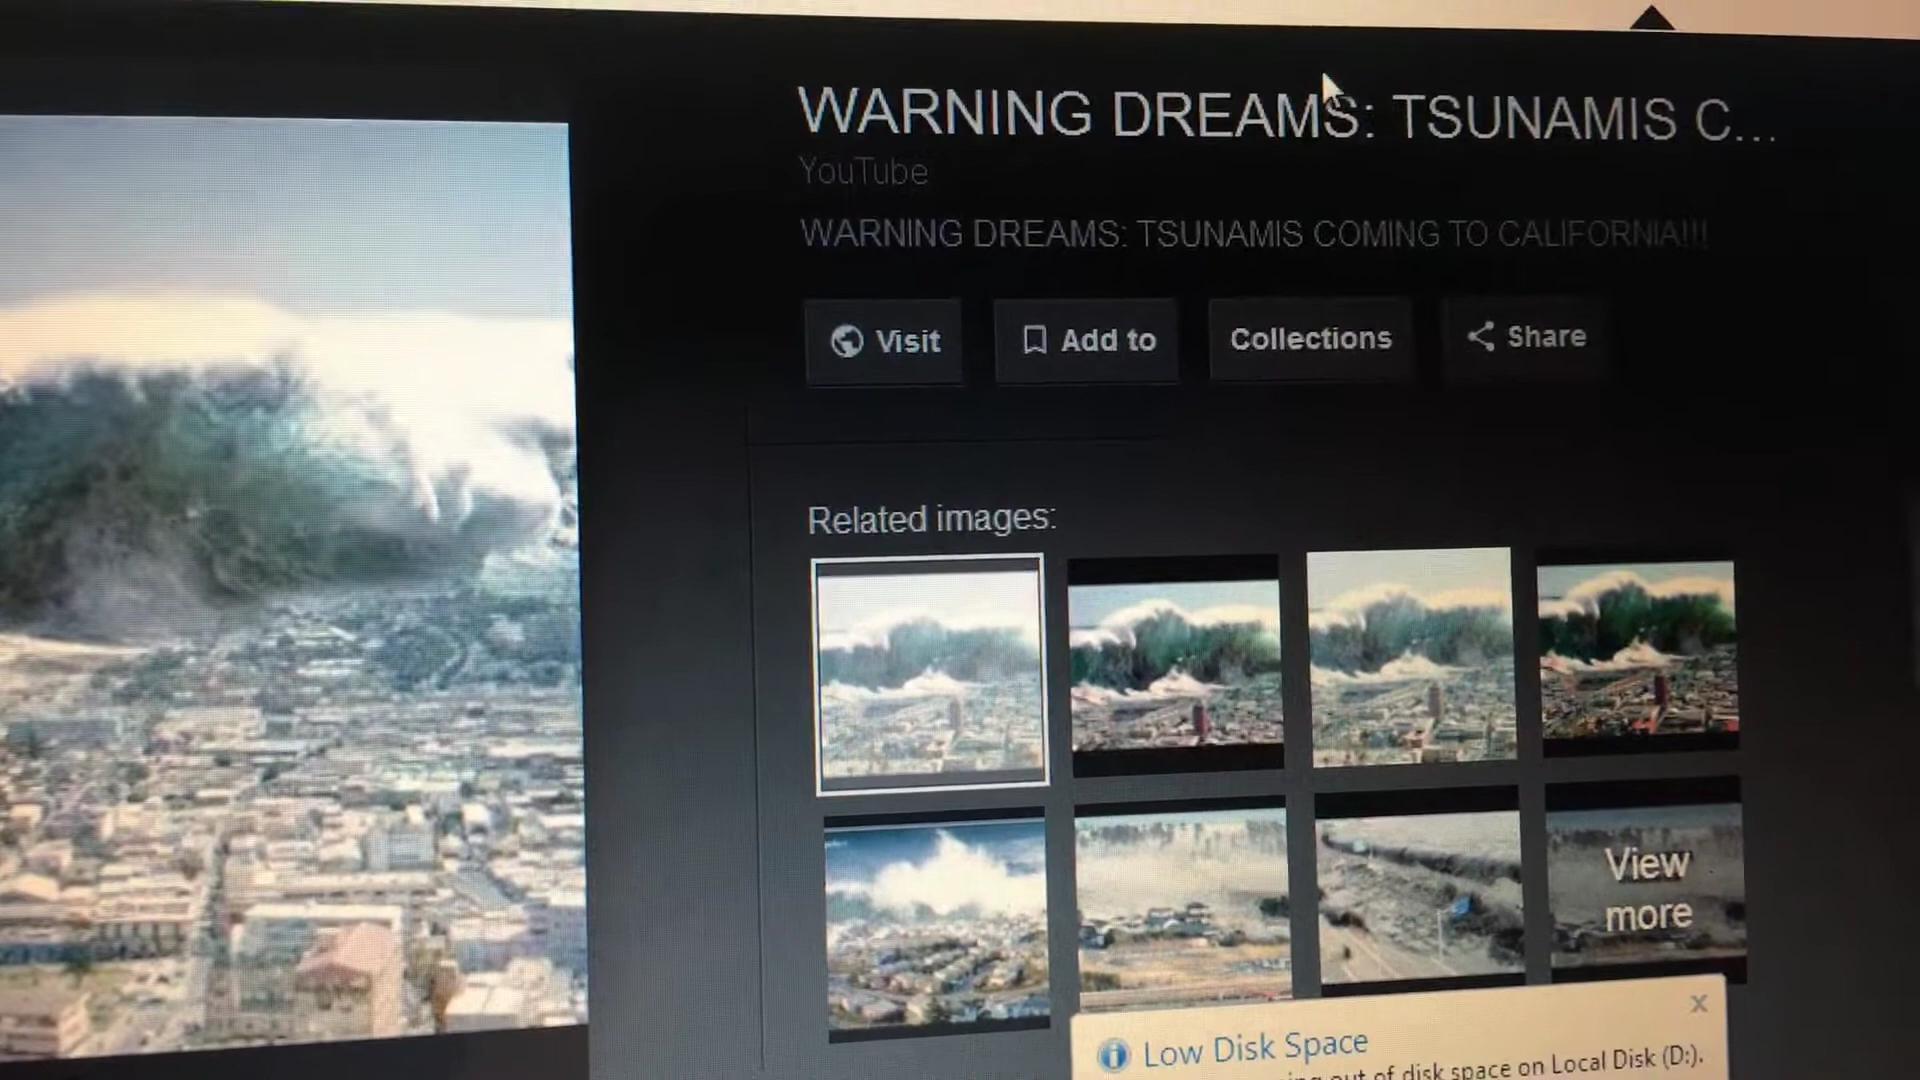 WARNING DREAMS: TSUNAMIS C...
YouTube
WARNING DREAMS: TSUNAMIS COMING TO CALIFORNIA!!!
Visit
Add to
Collections
Share
Related images:
View
more
Low Disk Space
out of disk space on Local Disk (D:).